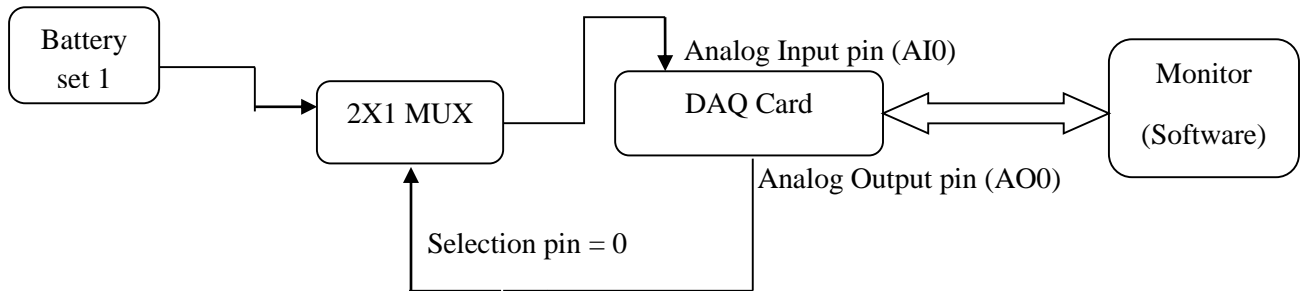 Battery
set 1
2X1 MUX
Analog Input pin (AI0)
DAQ Card
Monitor
(Software)
Analog Output pin (AO0)
Selection pin = 0